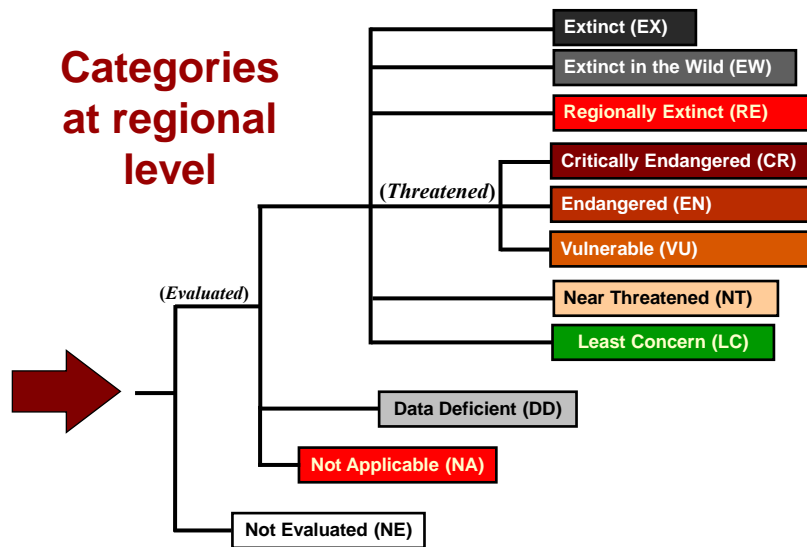 Categories
at regional
level
Extinct (EX)
Extinct in the Wild (EW)
Regionally Extinct (RE)
Critically Endangered (CR)
(Threatened)
Endangered (EN)
Vulnerable (VU)
(Evaluated)
Near Threatened (NT)
Least Concern (LC)
Data Deficient (DD)
Not Applicable (NA)
Not Evaluated (NE)